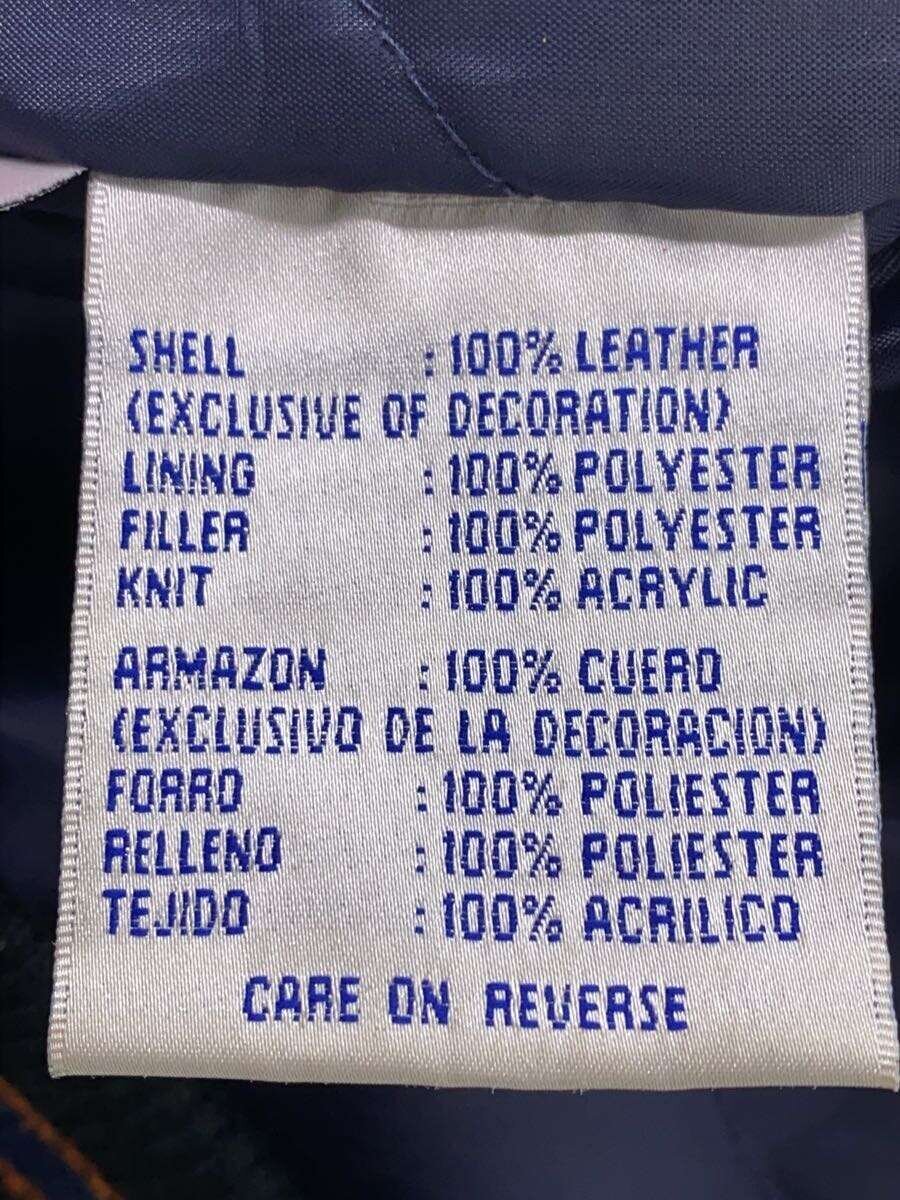 SHELL : 100% LEATHER
(EXCLUSIVE OF DECORATION)
LINING : 100% POLYESTER
FILLER : 100% POLYESTER
KNIT : 100% ACRYLIC
ARMAZON : 100% CUERO
(EXCLUSIVO DE LA DECORACION)
FORRO : 100% POLIESTER
RELLENO : 100% POLIESTER
TEJIDO : 100% ACRILICO
CARE ON REVERSE